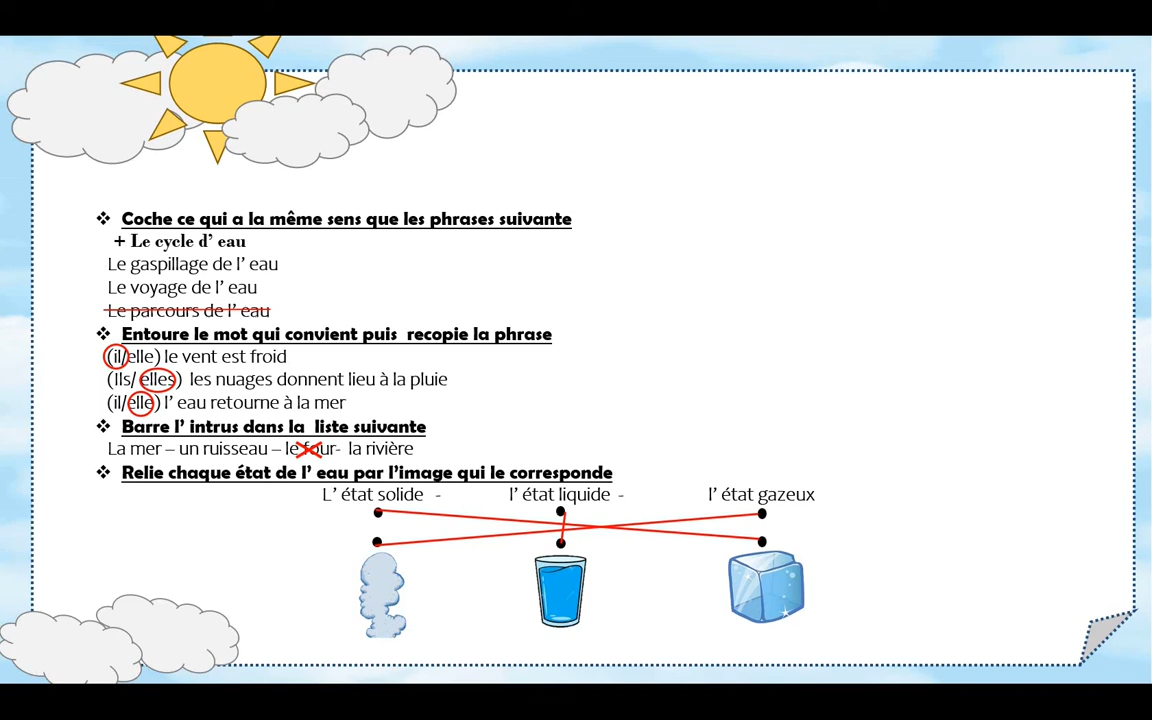 ❖ Coche ce qui a la même sens que les phrases suivante
+ Le cycle d’ eau
Le gaspillage de l’ eau
Le voyage de l’ eau
Le parcours de l’ eau
❖ Entoure le mot qui convient puis recopie la phrase
(il/elle) le vent est froid
(Ils/ elles) les nuages donnent lieu à la pluie
(il/elle) l’ eau retourne à la mer
❖ Barre l’ intrus dans la liste suivante
La mer – un ruisseau – le four- la rivière
❖ Relie chaque état de l’ eau par l’image qui le corresponde
L’ état solide - l’ état liquide - l’ état gazeux